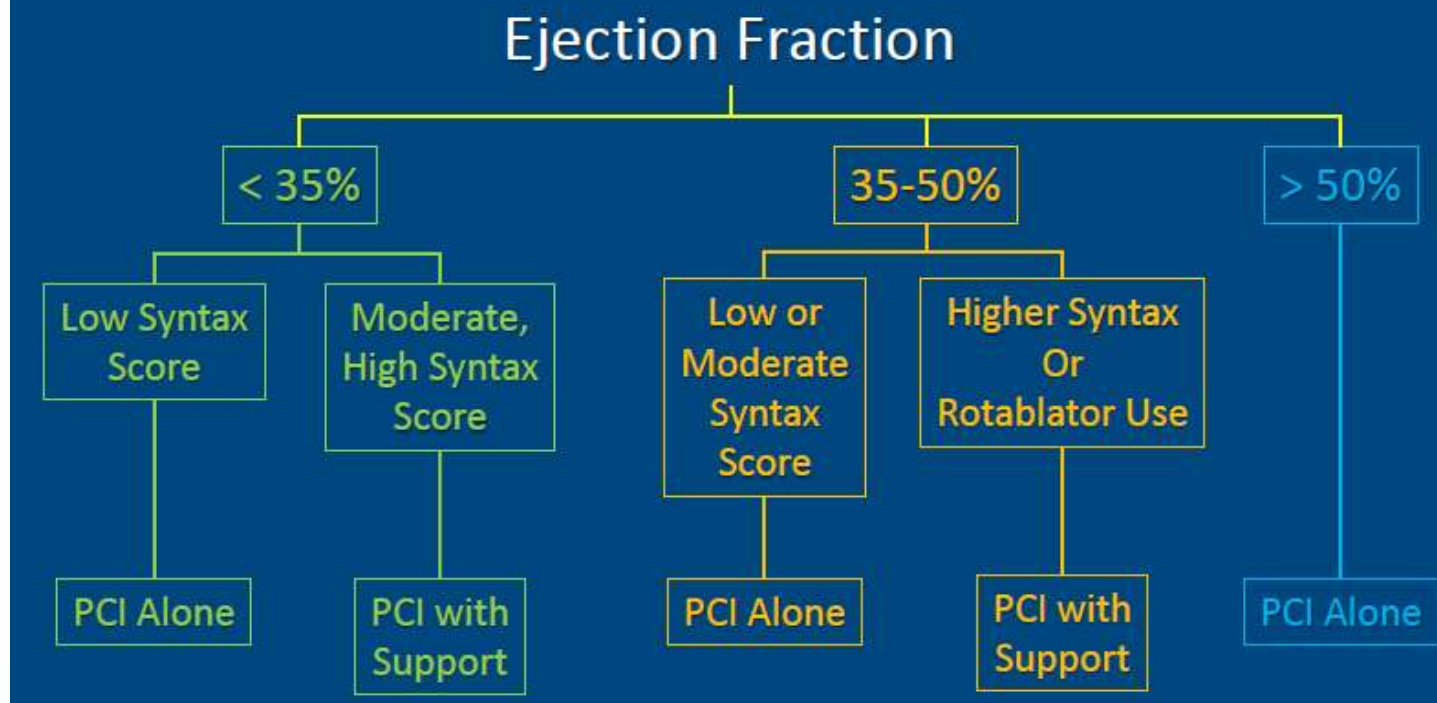 Ejection Fraction
< 35%
35-50%
> 50%
Low Syntax
Score
Moderate,
High Syntax
Score
Low or
Moderate
Syntax
Score
Higher Syntax
Or
Rotablator Use
PCI Alone
PCI with
Support
PCI Alone
PCI with
Support
PCI Alone